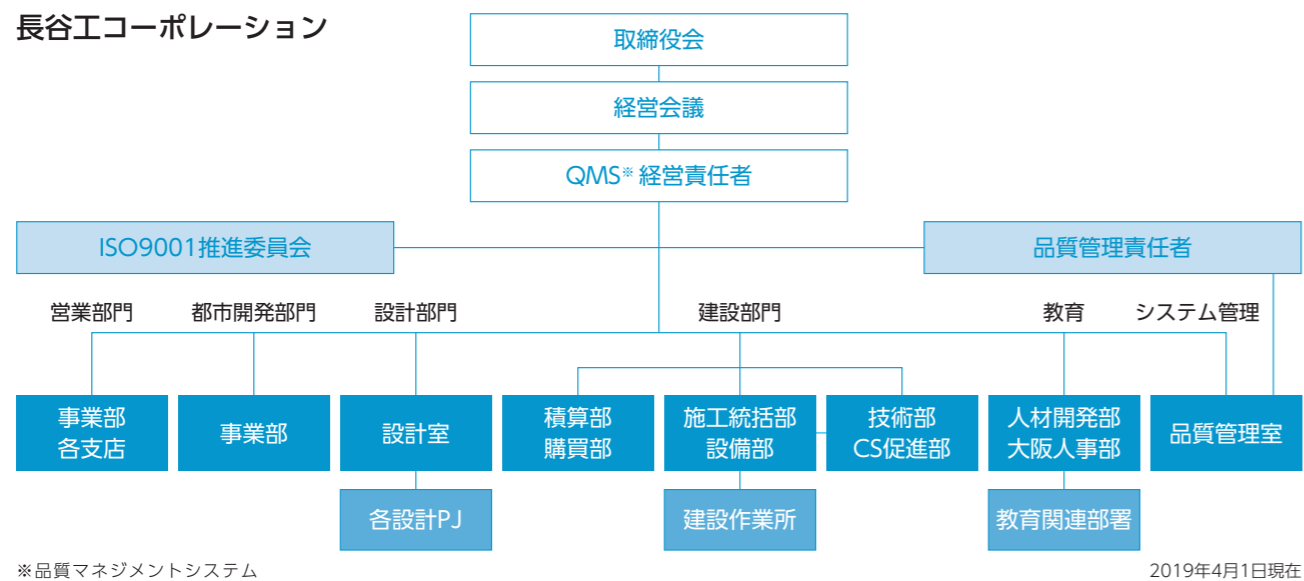 長谷工コーポレーション
取締役会
経営会議
QMS※ 経営責任者
ISO9001推進委員会
品質管理責任者
営業部門
都市開発部門
設計部門
建設部門
教育
システム管理
事業部
各支店
事業部
設計室
積算部
購買部
施工統括部
設備部
技術部
CS促進部
人材開発部
大阪人事部
品質管理室
各設計PJ
建設作業所
教育関連部署
※品質マネジメントシステム
2019年4月1日現在